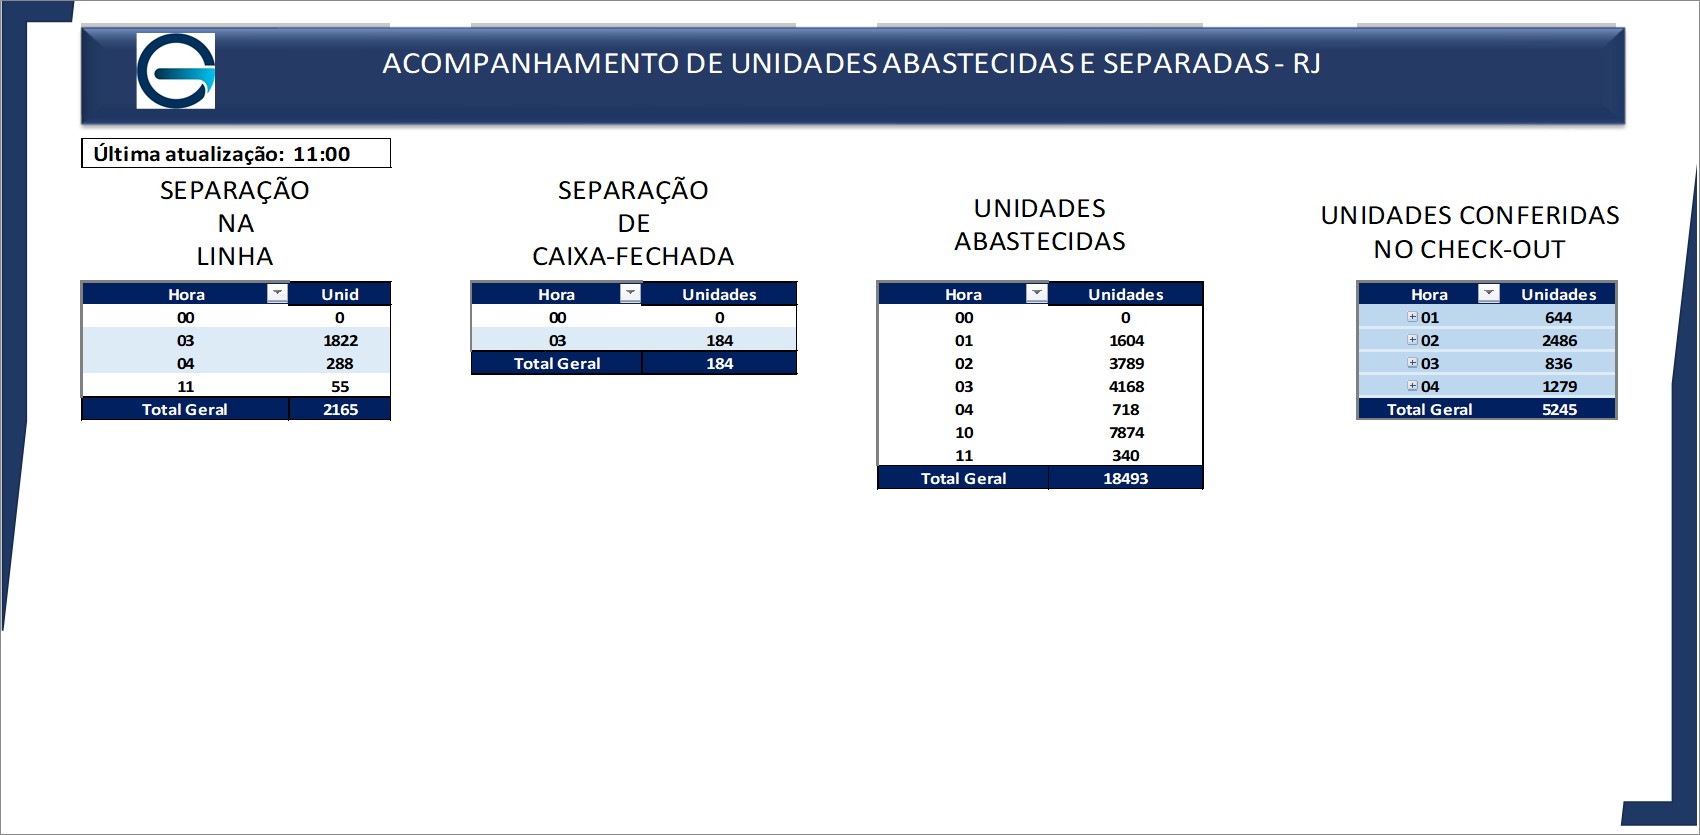 ACOMPANHAMENTO DE UNIDADES ABASTECIDAS E SEPARADAS - RJ
Última atualização: 11:00
SEPARAÇÃO
NA
LINHA
Hora Unid
00 0
03 1822
04 288
11 55
Total Geral 2165
SEPARAÇÃO
DE
CAIXA-FECHADA
Hora Unidades
00 0
03 184
Total Geral 184
UNIDADES
ABASTECIDAS
Hora Unidades
00 0
01 1604
02 3789
03 4168
04 718
10 7874
11 340
Total Geral 18493
UNIDADES CONFERIDAS
NO CHECK-OUT
Hora Unidades
01 644
02 2486
03 836
04 1279
Total Geral 5245